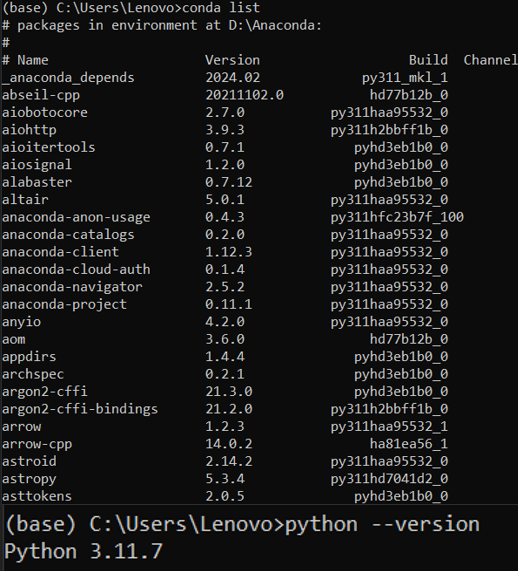 (base) C:\Users\Lenovo>conda list
# packages in environment at D:\Anaconda:
#
# Name                    Version                   Build  Channel
_anaconda_depends         2024.02             py311_mkl_1
abseil-cpp                20211102.0           hd77b12b_0
aiobotocore               2.7.0           py311haa95532_0
aiohttp                   3.9.3           py311h2bbff1b_0
aioitertools              0.7.1              pyhd3eb1b0_0
aiosignal                 1.2.0              pyhd3eb1b0_0
alabaster                 0.7.12             pyhd3eb1b0_0
altair                    5.0.1           py311haa95532_0
anaconda-anon-usage       0.4.3           py311hfc23b7f_100
anaconda-catalogs         0.2.0           py311haa95532_0
anaconda-client           1.12.3          py311haa95532_0
anaconda-cloud-auth       0.1.4           py311haa95532_0
anaconda-navigator        2.5.2           py311haa95532_0
anaconda-project          0.11.1          py311haa95532_0
anyio                     4.2.0           py311haa95532_0
aom                       3.6.0                hd77b12b_0
appdirs                   1.4.4              pyhd3eb1b0_0
archspec                  0.2.1              pyhd3eb1b0_0
argon2-cffi               21.3.0             pyhd3eb1b0_0
argon2-cffi-bindings      21.2.0          py311h2bbff1b_0
arrow                     1.2.3           py311haa95532_1
arrow-cpp                 14.0.2               ha81ea56_1
astroid                   2.14.2          py311haa95532_0
astropy                   5.3.4           py311hd7041d2_0
asttokens                 2.0.5              pyhd3eb1b0_0
(base) C:\Users\Lenovo>python --version
Python 3.11.7